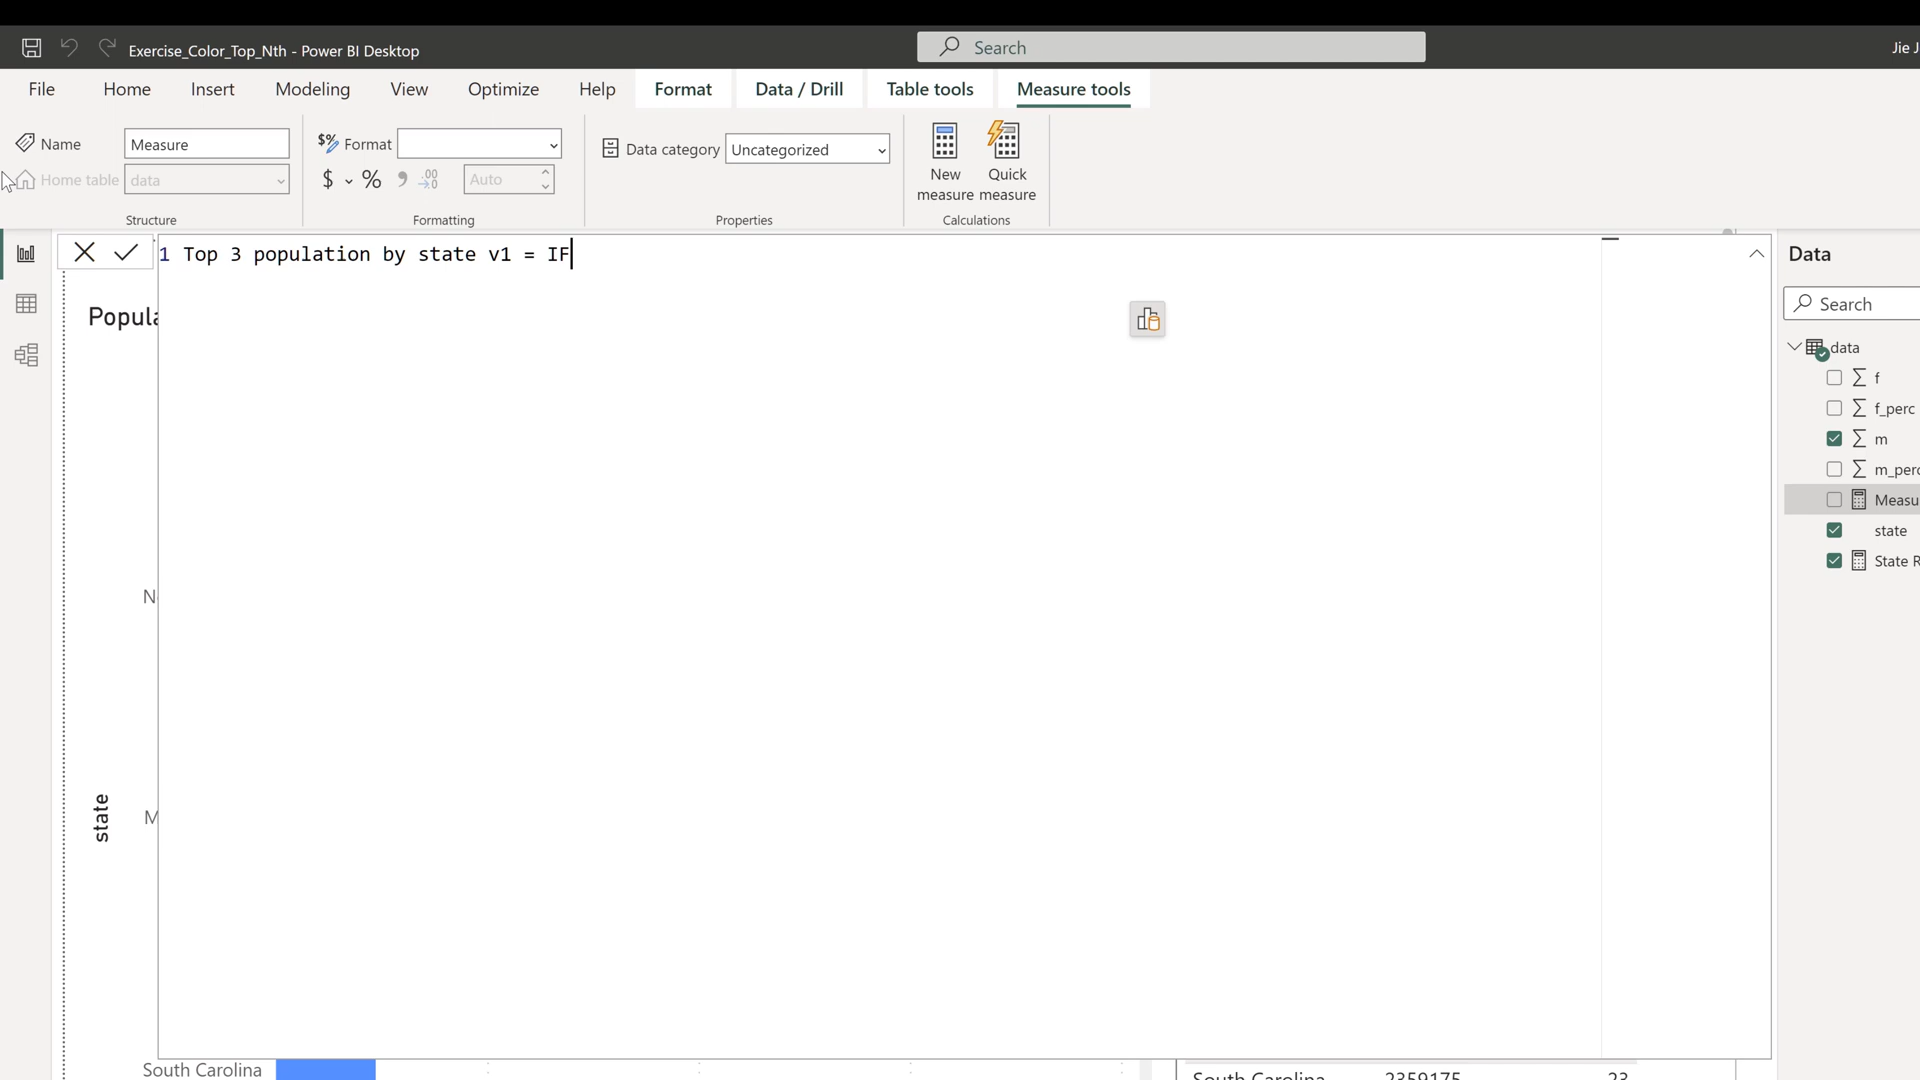 Exercise_Color_Top_Nth - Power BI Desktop
Search
Jie J
File
Home
Insert
Modeling
View
Optimize
Help
Format
Data / Drill
Table tools
Measure tools
Name
Measure
Home table
data
Structure
$% Format
$ % , .00
Auto
Formatting
Data category
Uncategorized
Properties
New measure
Quick measure
Calculations
1 Top 3 population by state v1 = IF
Popula
N
state
M
South Carolina
South Carolina 2359175 23
Data
Search
data
f
f_perc
m
m_perc
Measu
state
State R